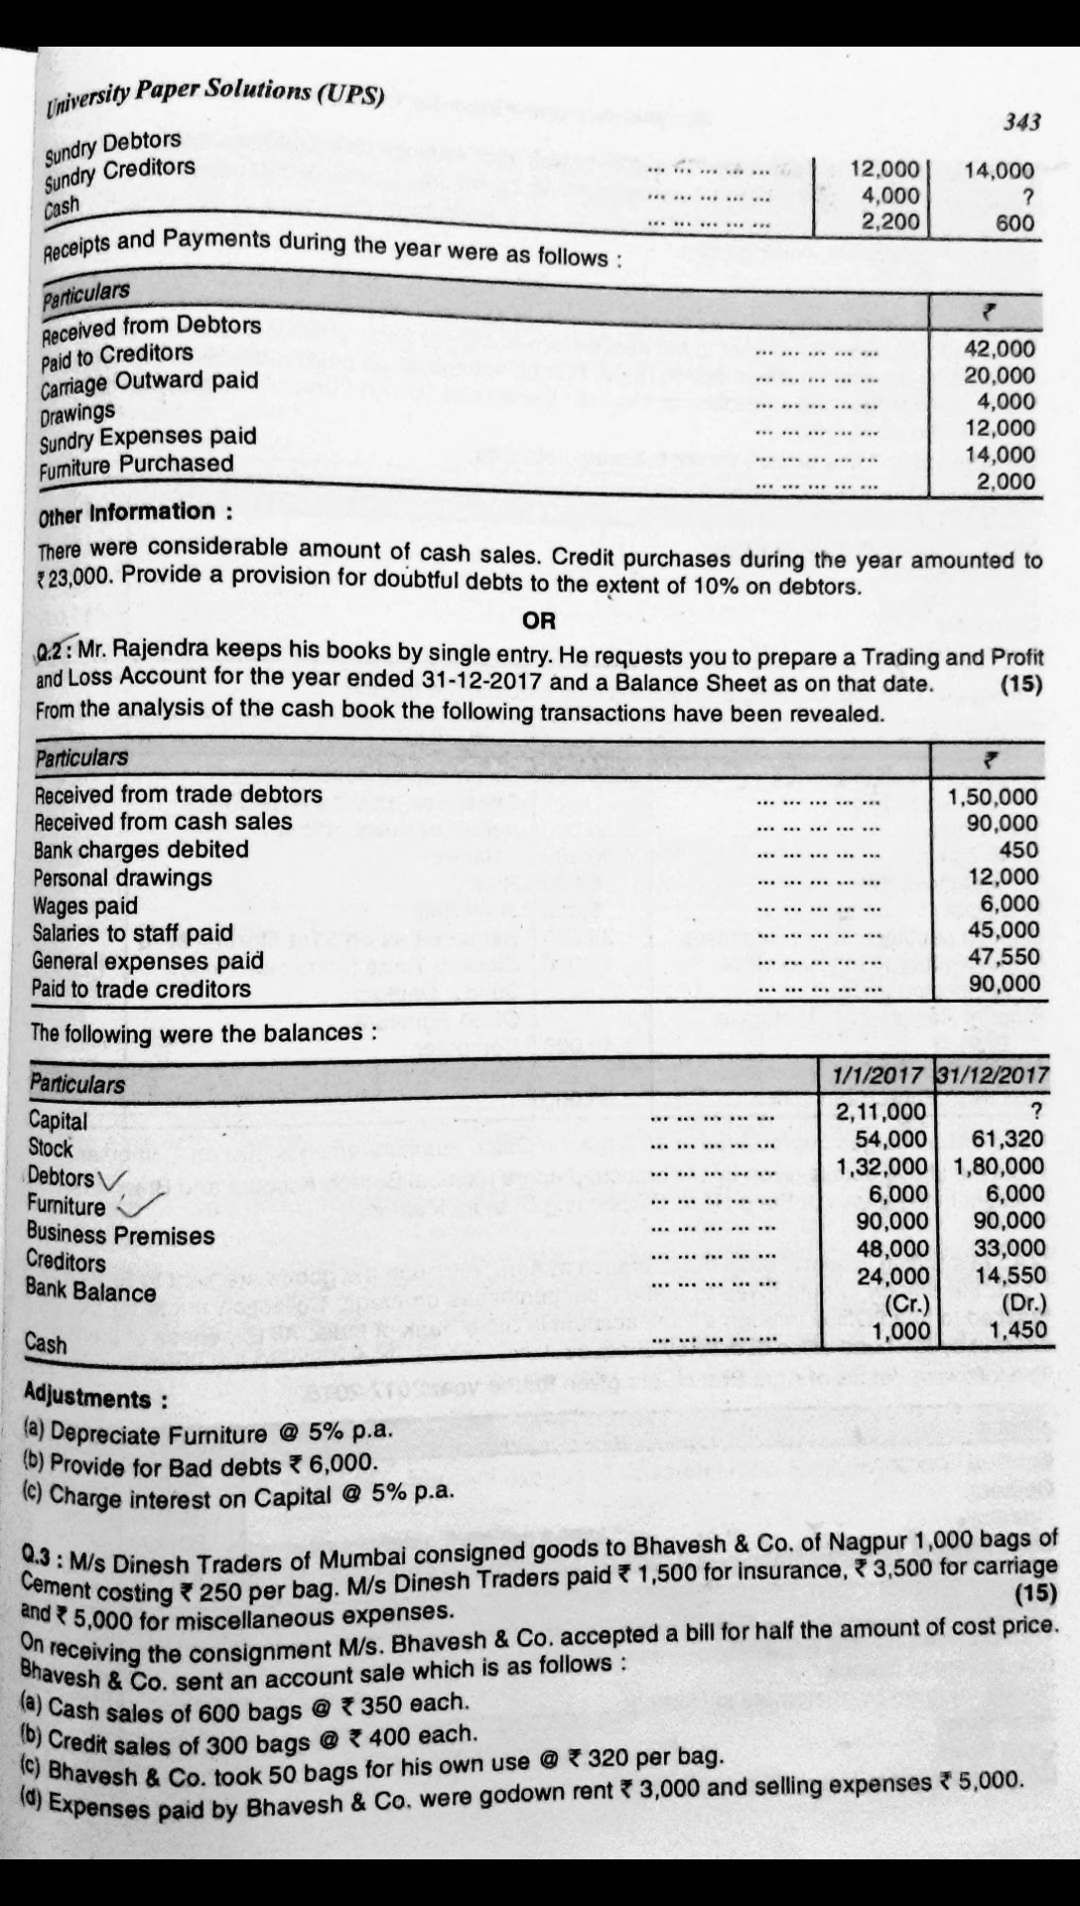 University Paper Solutions (UPS)
343
Sundry Debtors ... ... ... ... ... 12,000 14,000
Sundry Creditors ... ... ... ... ... 4,000 ?
Cash ... ... ... ... ... 2,200 600
Receipts and Payments during the year were as follows :
Particulars ₹
Received from Debtors ... ... ... ... ... 42,000
Paid to Creditors ... ... ... ... ... 20,000
Carriage Outward paid ... ... ... ... ... 4,000
Drawings ... ... ... ... ... 12,000
Sundry Expenses paid ... ... ... ... ... 14,000
Furniture Purchased ... ... ... ... ... 2,000
Other Information :
There were considerable amount of cash sales. Credit purchases during the year amounted to
₹ 23,000. Provide a provision for doubtful debts to the extent of 10% on debtors.
OR
Q.2 : Mr. Rajendra keeps his books by single entry. He requests you to prepare a Trading and Profit
and Loss Account for the year ended 31-12-2017 and a Balance Sheet as on that date. (15)
From the analysis of the cash book the following transactions have been revealed.
Particulars ₹
Received from trade debtors ... ... ... ... ... 1,50,000
Received from cash sales ... ... ... ... ... 90,000
Bank charges debited ... ... ... ... ... 450
Personal drawings ... ... ... ... ... 12,000
Wages paid ... ... ... ... ... 6,000
Salaries to staff paid ... ... ... ... ... 45,000
General expenses paid ... ... ... ... ... 47,550
Paid to trade creditors ... ... ... ... ... 90,000
The following were the balances :
Particulars 1/1/2017 31/12/2017
Capital ... ... ... ... ... 2,11,000 ?
Stock ... ... ... ... ... 54,000 61,320
Debtors ... ... ... ... ... 1,32,000 1,80,000
Furniture ... ... ... ... ... 6,000 6,000
Business Premises ... ... ... ... ... 90,000 90,000
Creditors ... ... ... ... ... 48,000 33,000
Bank Balance ... ... ... ... ... 24,000 14,550
(Cr.) (Dr.)
Cash ... ... ... ... ... 1,000 1,450
Adjustments :
(a) Depreciate Furniture @ 5% p.a.
(b) Provide for Bad debts ₹ 6,000.
(c) Charge interest on Capital @ 5% p.a.
Q.3 : M/s Dinesh Traders of Mumbai consigned goods to Bhavesh & Co. of Nagpur 1,000 bags of
Cement costing ₹ 250 per bag. M/s Dinesh Traders paid ₹ 1,500 for insurance, ₹ 3,500 for carriage
and ₹ 5,000 for miscellaneous expenses. (15)
On receiving the consignment M/s. Bhavesh & Co. accepted a bill for half the amount of cost price.
Bhavesh & Co. sent an account sale which is as follows :
(a) Cash sales of 600 bags @ ₹ 350 each.
(b) Credit sales of 300 bags @ ₹ 400 each.
(c) Bhavesh & Co. took 50 bags for his own use @ ₹ 320 per bag.
(d) Expenses paid by Bhavesh & Co. were godown rent ₹ 3,000 and selling expenses ₹ 5,000.